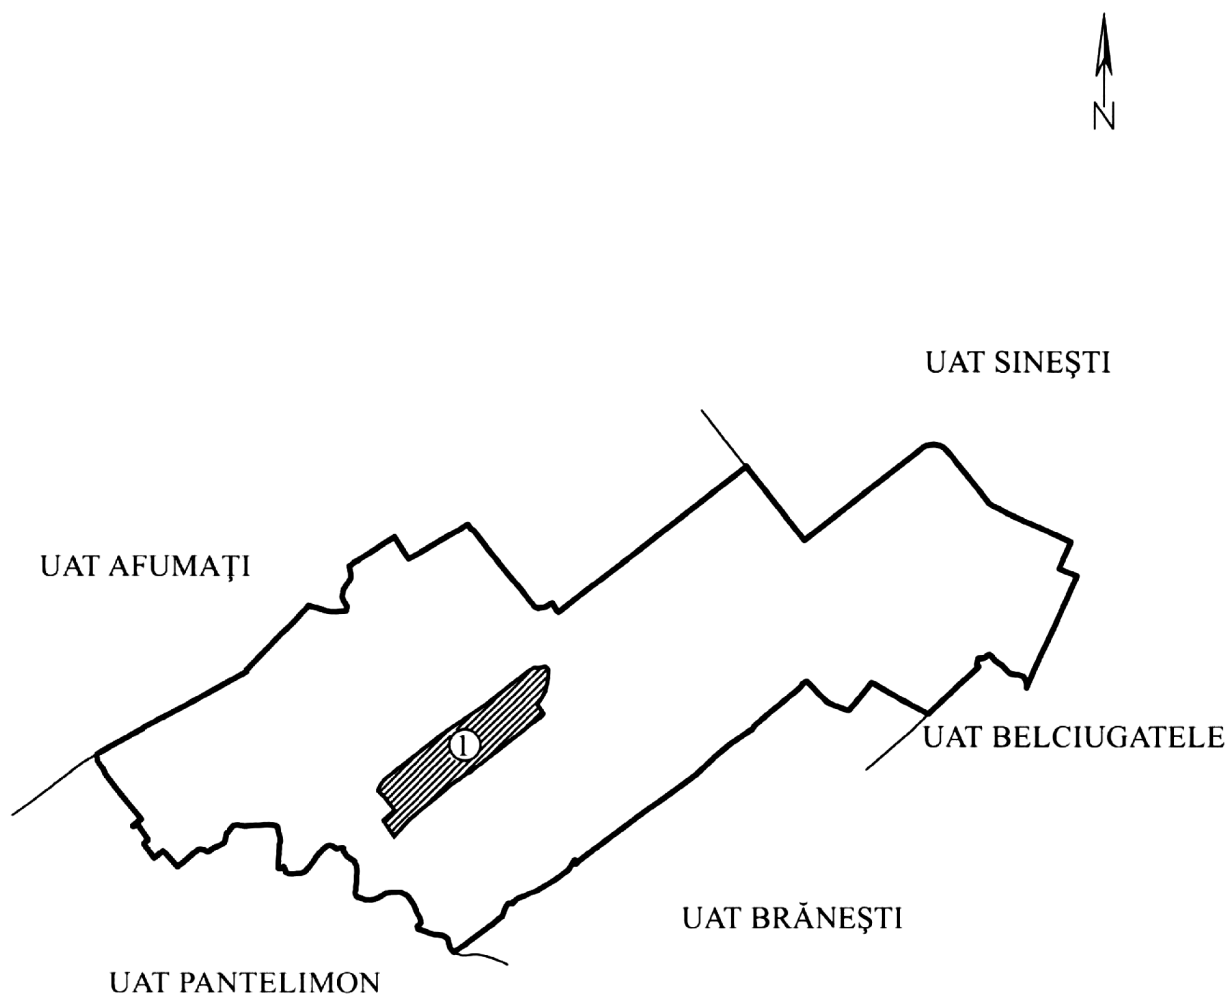 N
UAT SINEŞTI
UAT AFUMAŢI
UAT BELCIUGATELE
1
UAT BRĂNEŞTI
UAT PANTELIMON